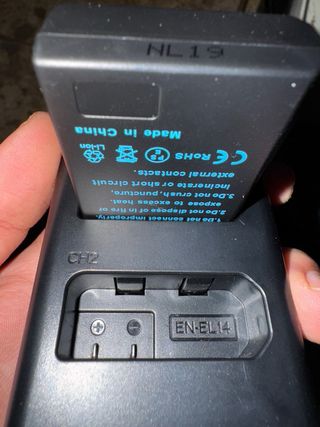 NL19
1.Do not connect improperly.
2.Do not dispose of in fire or
expose to excess heat.
3.Do not crush, puncture,
incinerate or short circuit
external contacts.
CE RoHS PS E Li-ion
Made in China
CH2
+ -
EN-EL14